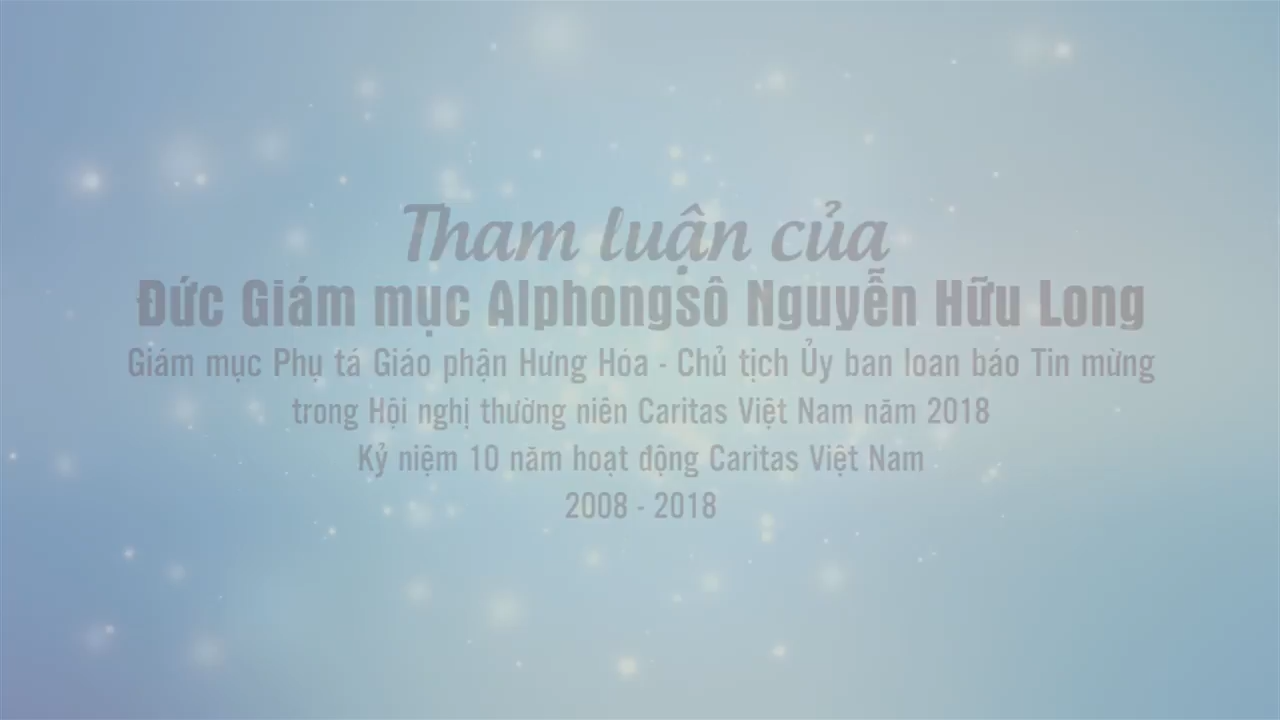 Tham luận của
Đức Giám mục Alphongsô Nguyễn Hữu Long
Giám mục Phụ tá Giáo phận Hưng Hóa - Chủ tịch Ủy ban loan báo Tin mừng
trong Hội nghị thường niên Caritas Việt Nam năm 2018
Kỷ niệm 10 năm hoạt động Caritas Việt Nam
2008 - 2018